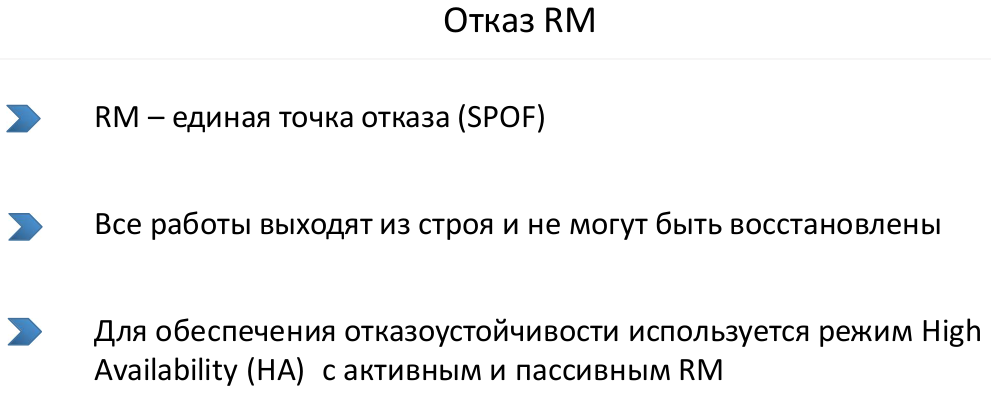 Отказ RM
RM – единая точка отказа (SPOF)
Все работы выходят из строя и не могут быть восстановлены
Для обеспечения отказоустойчивости используется режим High
Availability (HA)  с активным и пассивным RM